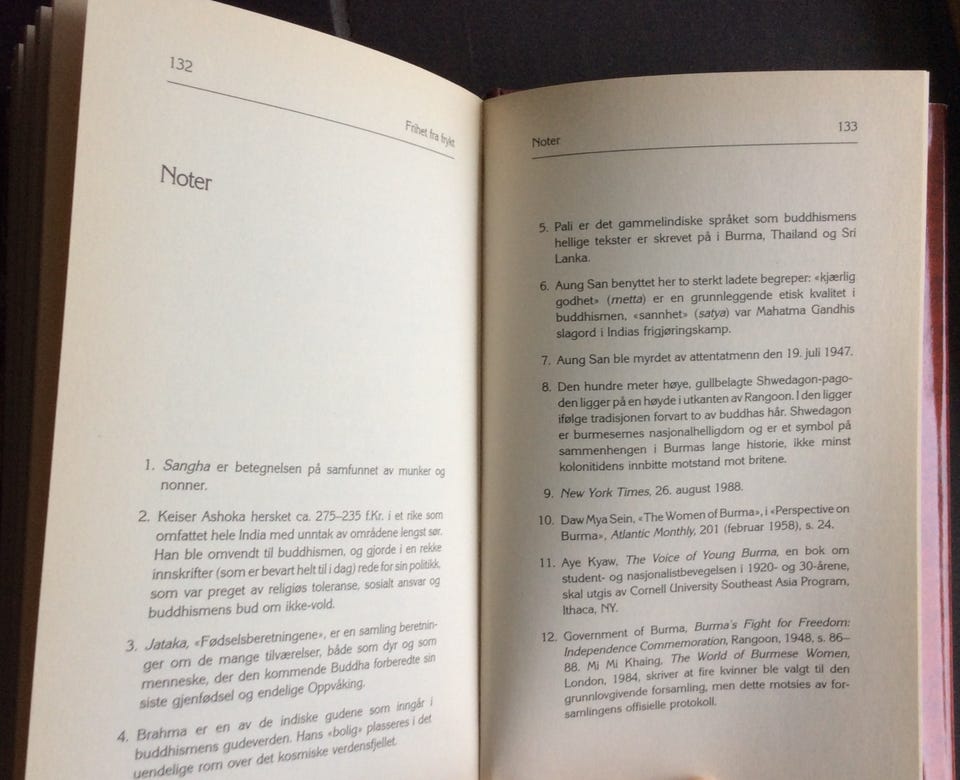 132
Frihet fra frykt
Noter
1. Sangha er betegnelsen på samfunnet av munker og
nonner.
2. Keiser Ashoka hersket ca. 275–235 f.Kr. i et rike som
omfattet hele India med unntak av områdene lengst sør.
Han ble omvendt til buddhismen, og gjorde i en rekke
innskrifter (som er bevart helt til i dag) rede for sin politikk,
som var preget av religiøs toleranse, sosialt ansvar og
buddhismens bud om ikke-vold.
3. Jataka, «Fødselsberetningene», er en samling beretnin-
ger om de mange tilværelser, både som dyr og som
menneske, der den kommende Buddha forberedte sin
siste gjenfødsel og endelige Oppvåking.
4. Brahma er en av de indiske gudene som inngår i
buddhismens gudeverden. Hans «bolig» plasseres i det
uendelige rom over det kosmiske verdensfjellet.
Noter
133
5. Pali er det gammelindiske språket som buddhismens
hellige tekster er skrevet på i Burma, Thailand og Sri
Lanka.
6. Aung San benyttet her to sterkt ladete begreper: «kjærlig
godhet» (metta) er en grunnleggende etisk kvalitet i
buddhismen, «sannhet» (satya) var Mahatma Gandhis
slagord i Indias frigjøringskamp.
7. Aung San ble myrdet av attentatmenn den 19. juli 1947.
8. Den hundre meter høye, gullbelagte Shwedagon-pago-
den ligger på en høyde i utkanten av Rangoon. I den ligger
ifølge tradisjonen forvart to av buddhas hår. Shwedagon
er burmesernes nasjonalhelligdom og er et symbol på
sammenhengen i Burmas lange historie, ikke minst
kolonitidens innbitte motstand mot britene.
9. New York Times, 26. august 1988.
10. Daw Mya Sein, «The Women of Burma», i «Perspective on
Burma», Atlantic Monthly, 201 (februar 1958), s. 24.
11. Aye Kyaw, The Voice of Young Burma, en bok om
student- og nasjonalistbevegelsen i 1920- og 30-årene,
skal utgis av Cornell University Southeast Asia Program,
Ithaca, NY.
12. Government of Burma, Burma's Fight for Freedom:
Independence Commemoration, Rangoon, 1948, s. 86–
88. Mi Mi Khaing, The World of Burmese Women,
London, 1984, skriver at fire kvinner ble valgt til den
grunnlovgivende forsamling, men dette motsies av for-
samlingens offisielle protokoll.